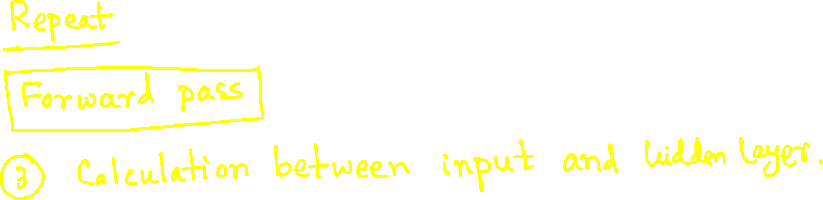 Repeat
Forward pass
3 Calculation between input and hidden layer.